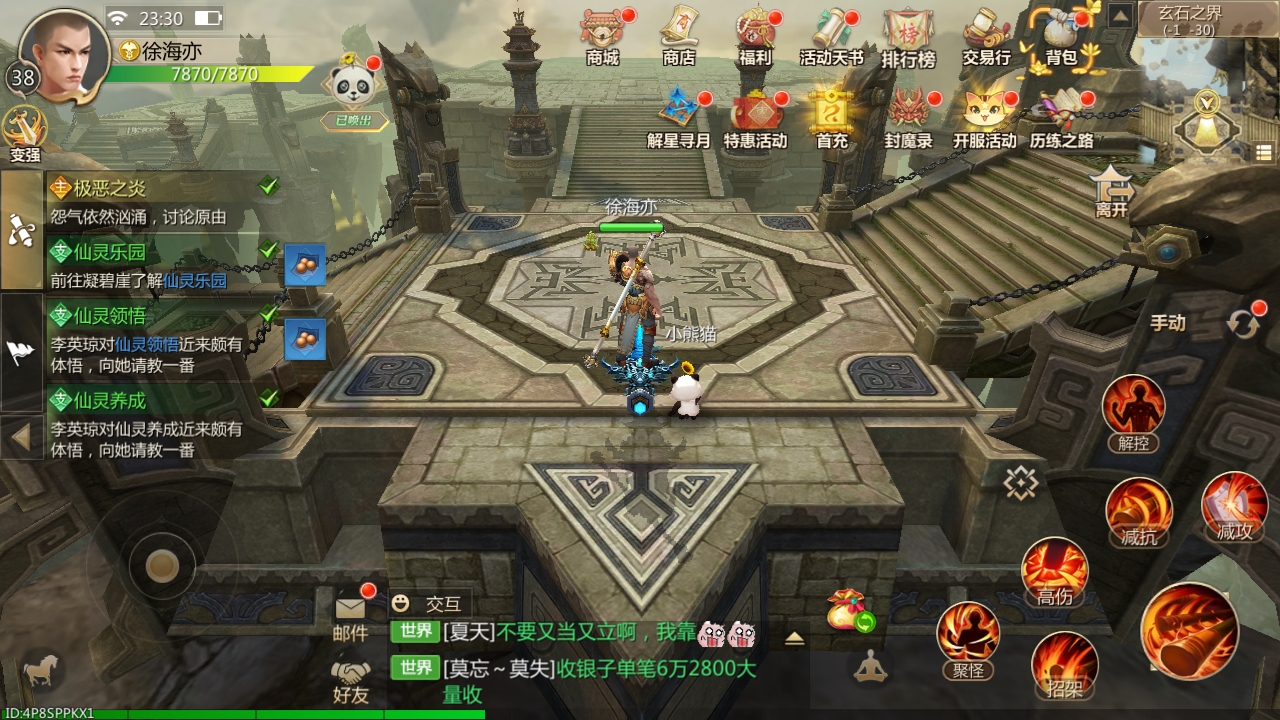 23:30
徐海亦
38
7870/7870
变强
已唤出
商城
商店
福利
活动天书
排行榜
交易行
背包
玄石之界
(-1 -30)
解星寻月
特惠活动
首充
封魔录
开服活动
历练之路
离开
主 极恶之炎
怨气依然汹涌，讨论原由
支 仙灵乐园
前往凝碧崖了解仙灵乐园
支 仙灵领悟
李英琼对仙灵领悟近来颇有
体悟，向她请教一番
支 仙灵养成
李英琼对仙灵养成近来颇有
体悟，向她请教一番
徐海亦
小熊猫
手动
解控
减抗
减攻
高伤
聚怪
招架
邮件
好友
交互
世界 [夏天]不要又当又立啊，我靠
世界 [莫忘～莫失]收银子单笔6万2800大
量收
ID:4P8SPPKX1